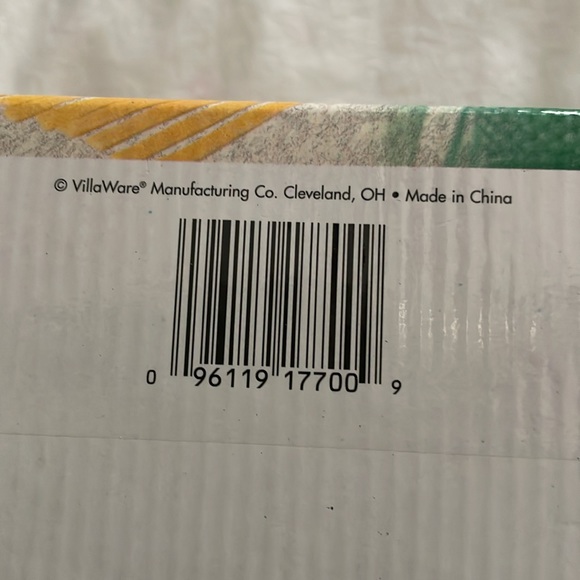 © VillaWare® Manufacturing Co. Cleveland, OH • Made in China
0 96119 17700 9